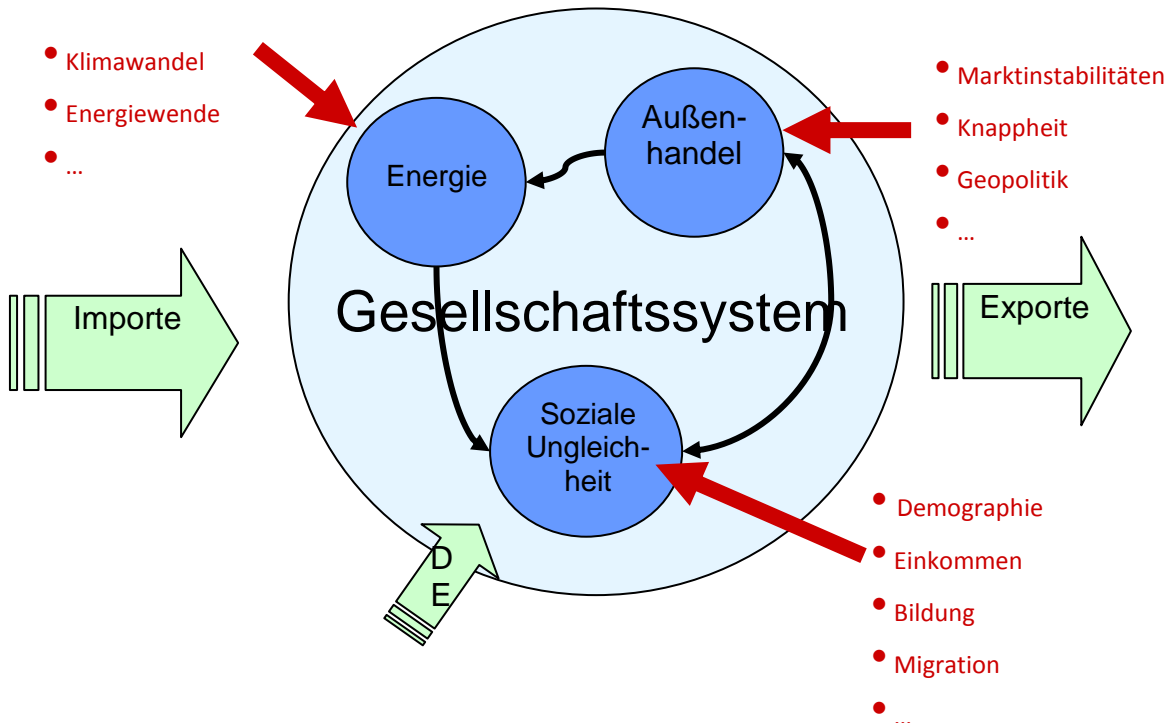 • Klimawandel
• Energiewende
• ...
Energie
Außen-
handel
• Marktinstabilitäten
• Knappheit
• Geopolitik
• ...
Importe
Gesellschaftssystem
Exporte
Soziale
Ungleich-
heit
D
E
• Demographie
• Einkommen
• Bildung
• Migration
• ...